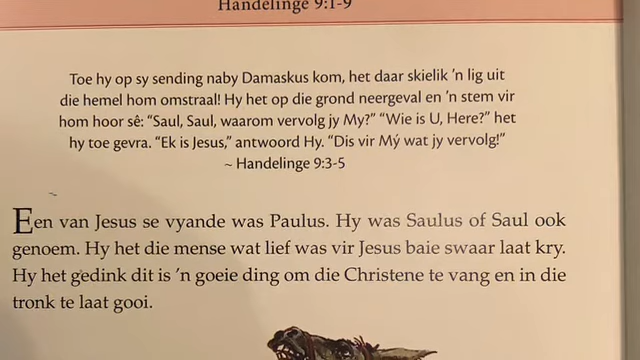 Handelinge 9:1-9
Toe hy op sy sending naby Damaskus kom, het daar skielik 'n lig uit
die hemel hom omstraal! Hy het op die grond neergeval en 'n stem vir
hom hoor sê: "Saul, Saul, waarom vervolg jy My?" "Wie is U, Here?" het
hy toe gevra. "Ek is Jesus," antwoord Hy. "Dis vir Mý wat jy vervolg!"
~ Handelinge 9:3-5
Een van Jesus se vyande was Paulus. Hy was Saulus of Saul ook
genoem. Hy het die mense wat lief was vir Jesus baie swaar laat kry.
Hy het gedink dit is 'n goeie ding om die Christene te vang en in die
tronk te laat gooi.